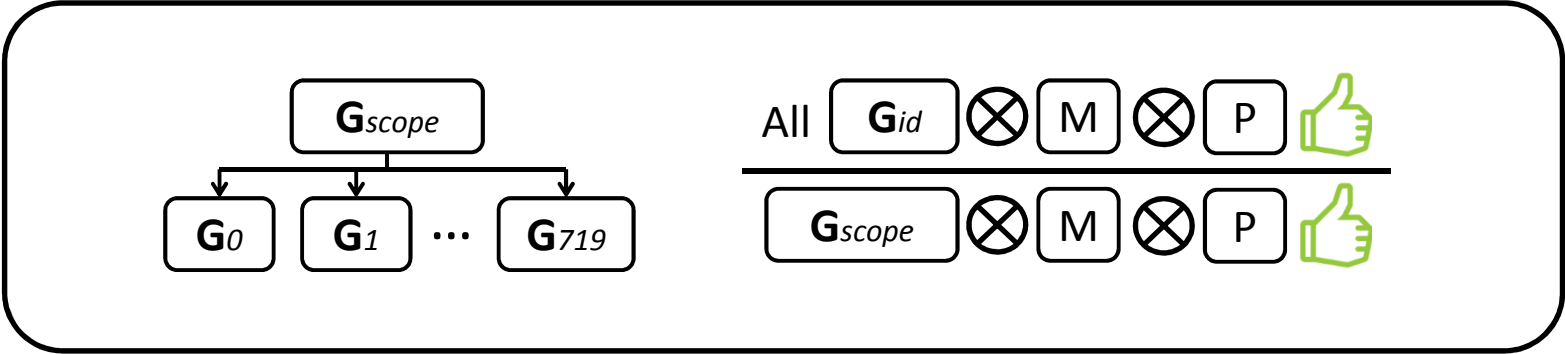 Gscope
G0 G1 ... G719
All Gid ⊗ M ⊗ P
Gscope ⊗ M ⊗ P